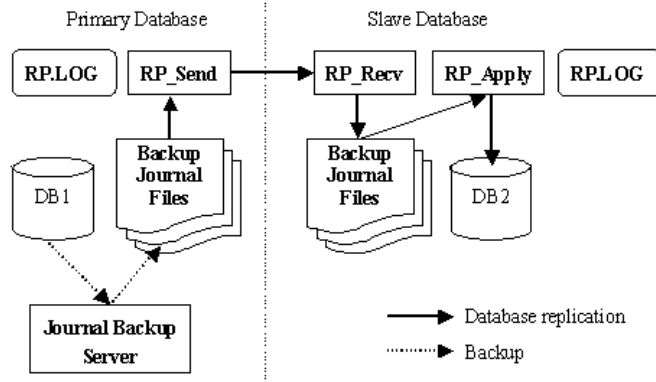 Primary Database
Slave Database
RP.LOG
RP_Send
RP_Recv
RP_Apply
RP.LOG
DB1
Backup
Journal
Files
Backup
Journal
Files
DB2
Journal Backup
Server
Database replication
Backup